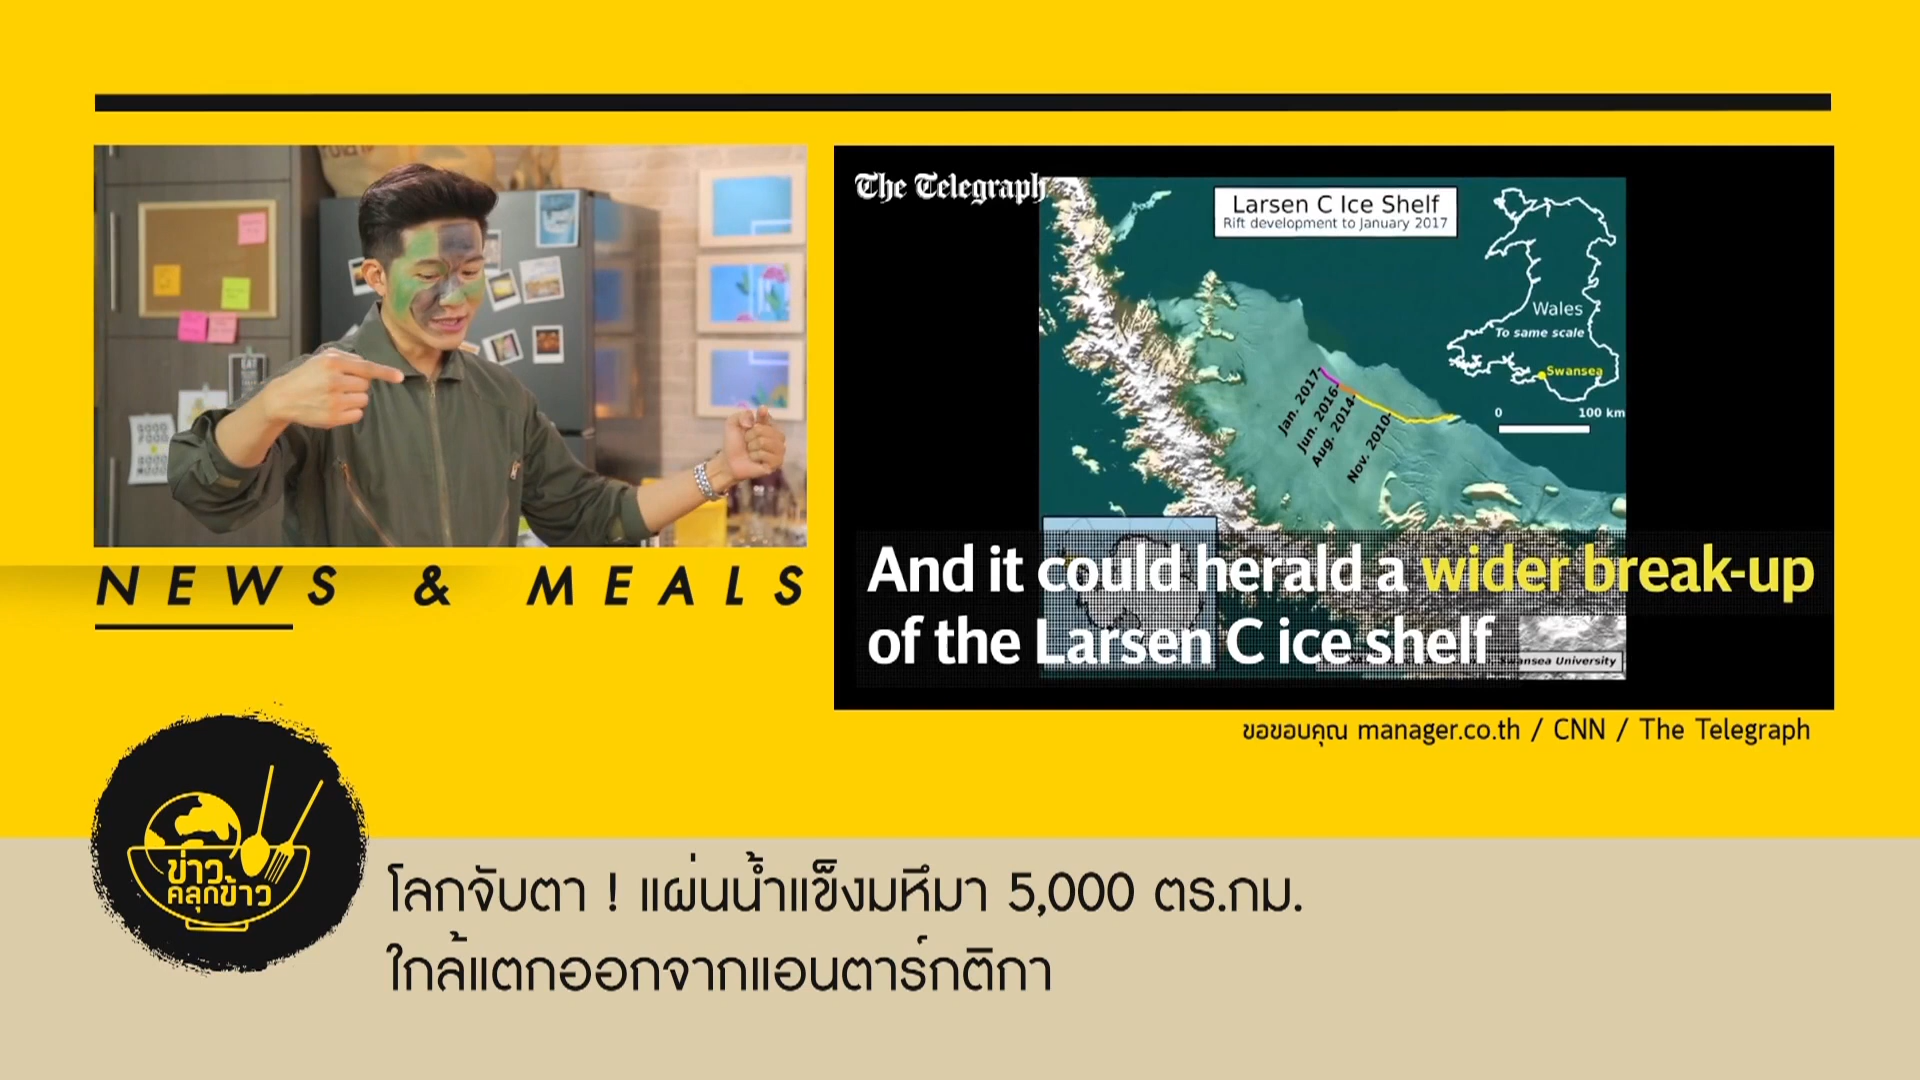 The Telegraph
Larsen C Ice Shelf
Rift development to January 2017
Wales
To same scale
Swansea
0 100 km
Jan. 2017-
Jun. 2016-
Aug. 2014-
Nov. 2010-
And it could herald a wider break-up
of the Larsen C ice shelf
Swansea University
NEWS & MEALS
ขอขอบคุณ manager.co.th / CNN / The Telegraph
ข่าว
คลุกข้าว
โลกจับตา ! แผ่นน้ำแข็งมหึมา 5,000 ตร.กม.
ใกล้แตกออกจากแอนตาร์กติกา